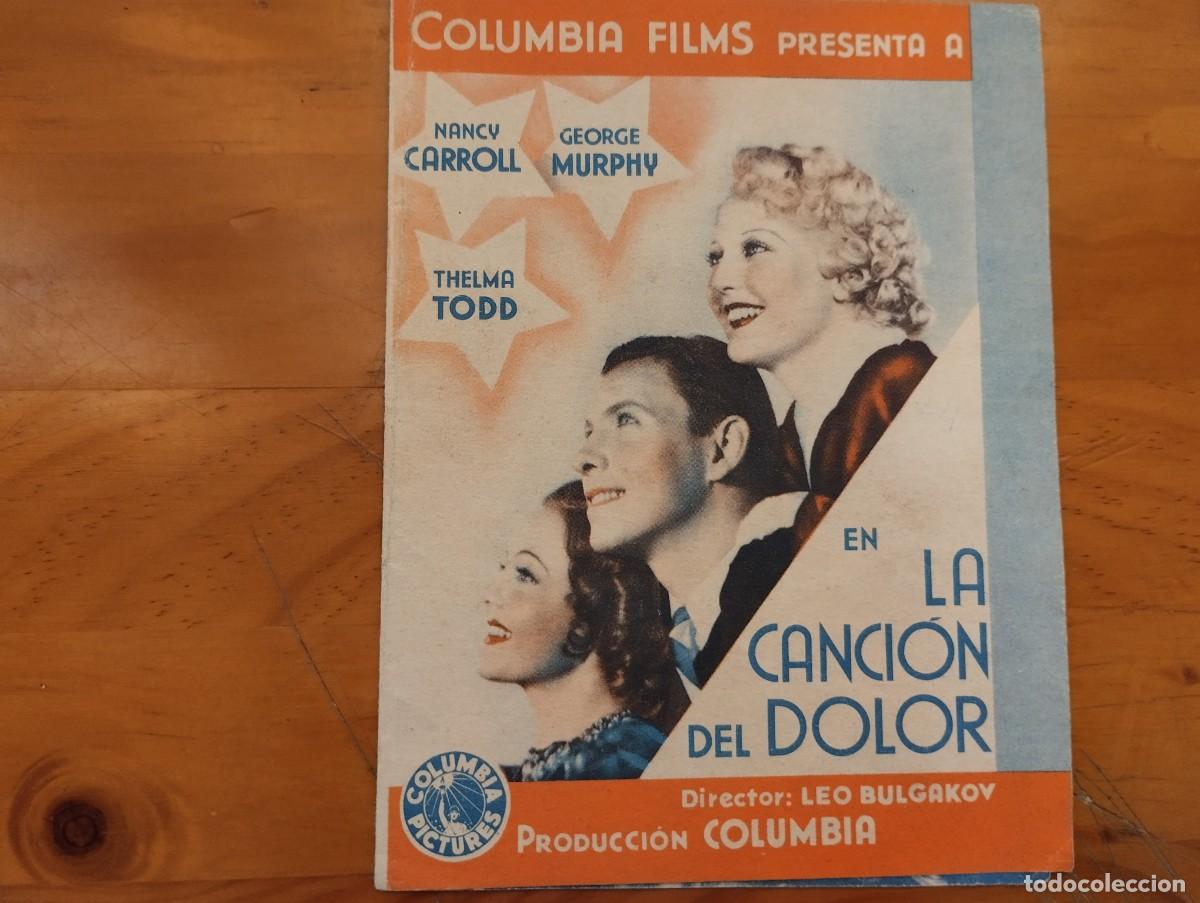 COLUMBIA FILMS PRESENTA A
NANCY
CARROLL
GEORGE
MURPHY
THELMA
TODD
EN
LA
CANCIÓN
DEL DOLOR
COLUMBIA
PICTURES
Director: LEO BULGAKOV
PRODUCCIÓN COLUMBIA
todocoleccion